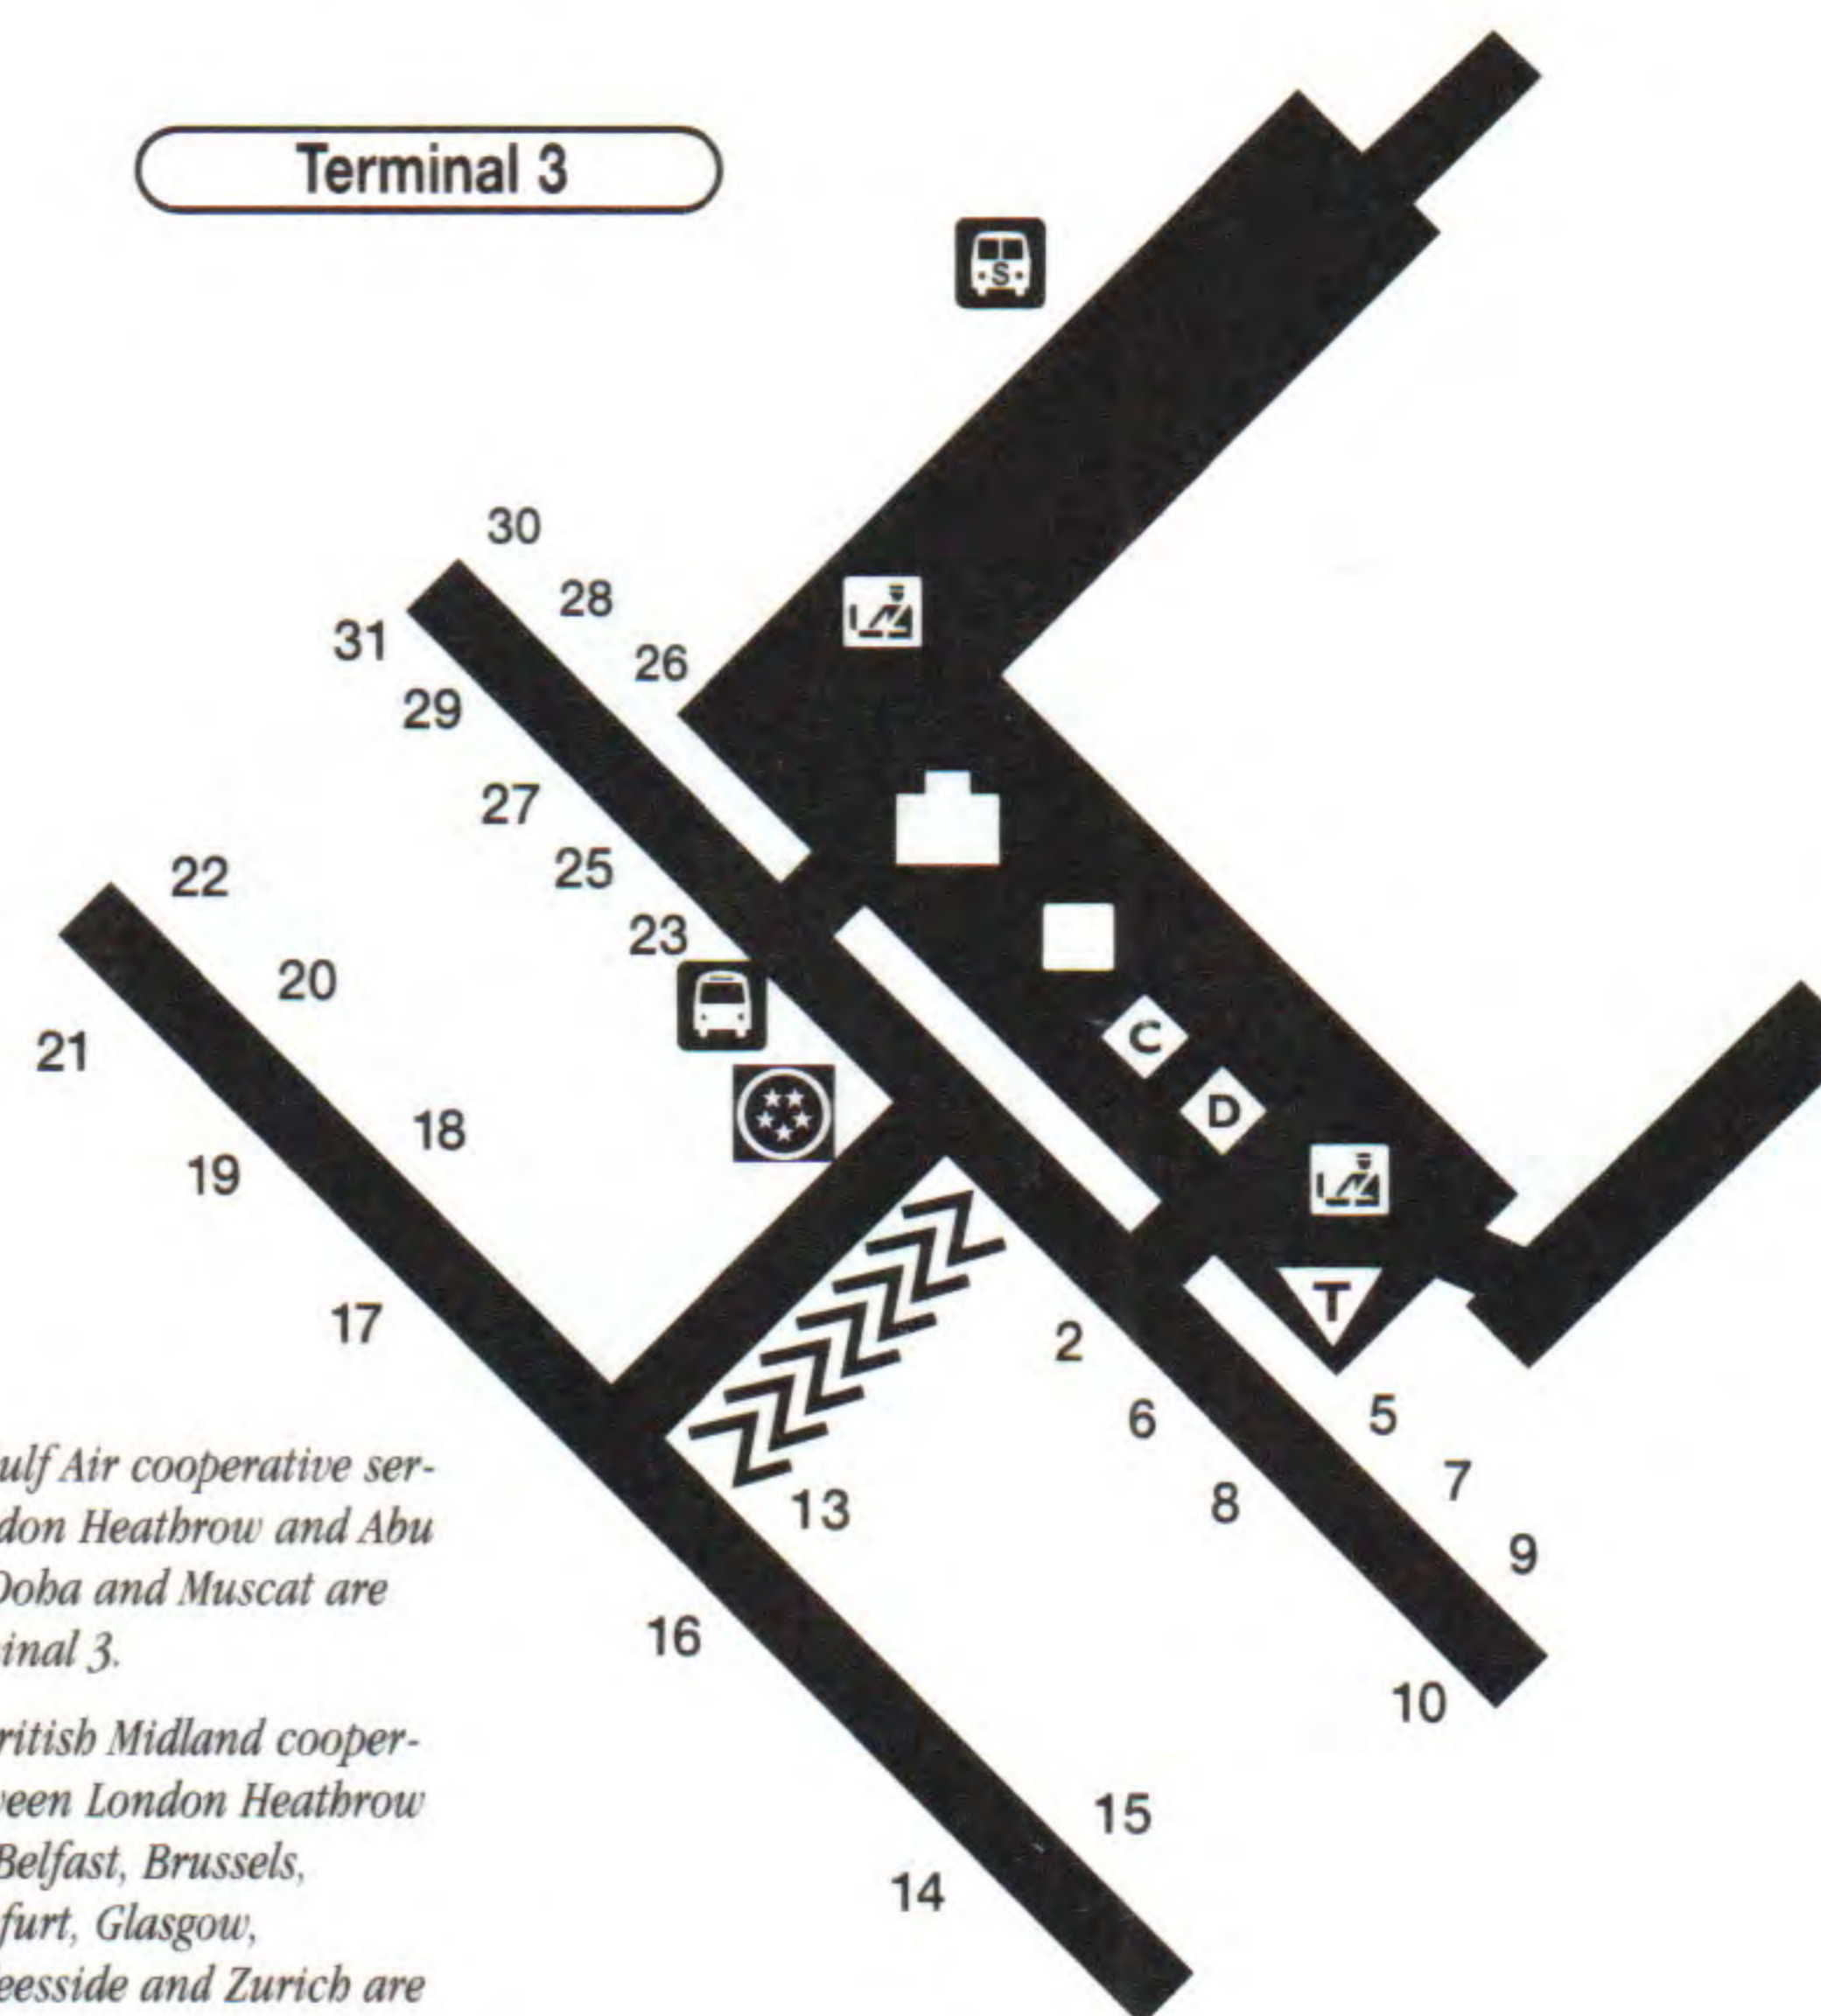 Terminal 3
S
30
28
31
26
29
27
25
22
23
20
21
C
D
18
19
17
T
2
5
6
7
8
13
9
16
10
15
14
ulf Air cooperative ser-
don Heathrow and Abu
Doha and Muscat are
inal 3.
ritish Midland cooper-
veen London Heathrow
Belfast, Brussels,
furt, Glasgow,
eesside and Zurich are